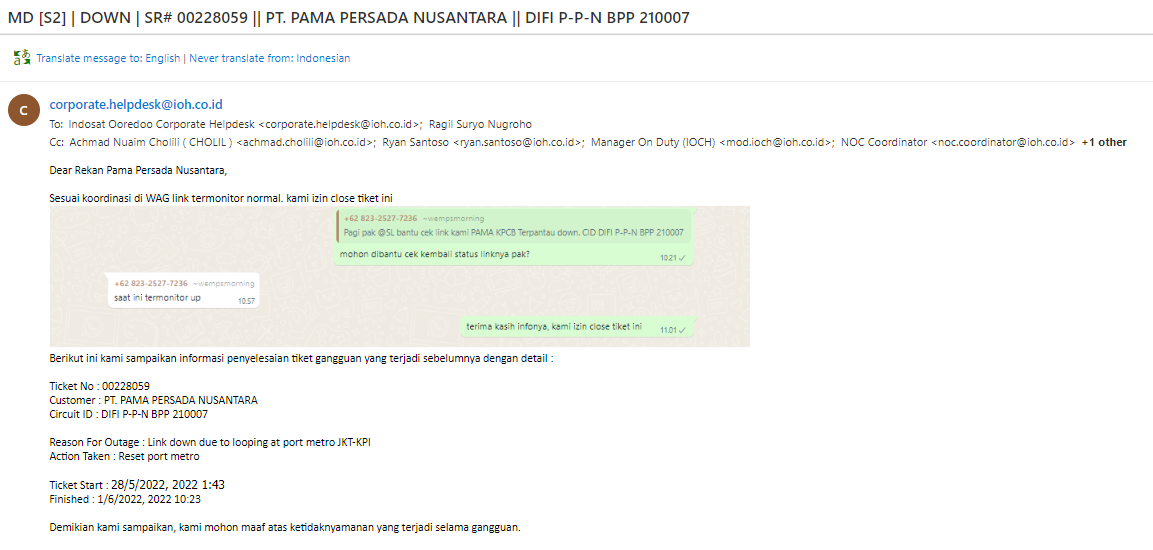 MD [S2] | DOWN | SR# 00228059 || PT. PAMA PERSADA NUSANTARA || DIFI P-P-N BPP 210007
Translate message to: English | Never translate from: Indonesian
C
corporate.helpdesk@ioh.co.id
To: Indosat Ooredoo Corporate Helpdesk <corporate.helpdesk@ioh.co.id>; Ragil Suryo Nugroho
Cc: Achmad Nuaim Cholili ( CHOLIL ) <achmad.cholili@ioh.co.id>; Ryan Santoso <ryan.santoso@ioh.co.id>; Manager On Duty (IOCH) <mod.ioch@ioh.co.id>; NOC Coordinator <noc.coordinator@ioh.co.id> +1 other
Dear Rekan Pama Persada Nusantara,
Sesuai koordinasi di WAG link termonitor normal. kami izin close tiket ini
+62 823-2527-7236 ~wempsmorning
Pagi pak @SL bantu cek link kami PAMA KPCB Terpantau down. CID DIFI P-P-N BPP 210007
mohon dibantu cek kembali status linknya pak?
10.21
+62 823-2527-7236 ~wempsmorning
saat ini termonitor up
10.57
terima kasih infonya, kami izin close tiket ini
11.01
Berikut ini kami sampaikan informasi penyelesaian tiket gangguan yang terjadi sebelumnya dengan detail :
Ticket No : 00228059
Customer : PT. PAMA PERSADA NUSANTARA
Circuit ID : DIFI P-P-N BPP 210007
Reason For Outage : Link down due to looping at port metro JKT-KPI
Action Taken : Reset port metro
Ticket Start : 28/5/2022, 2022 1:43
Finished : 1/6/2022, 2022 10:23
Demikian kami sampaikan, kami mohon maaf atas ketidaknyamanan yang terjadi selama gangguan.